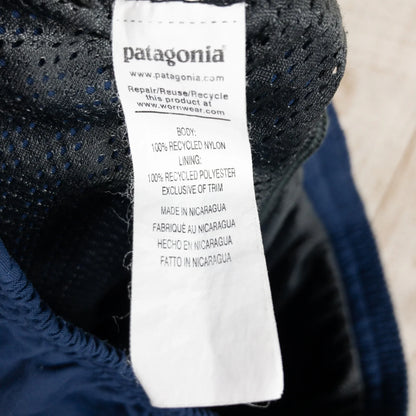 patagonia®
www.patagonia.com
Repair/Reuse/Recycle
this product at
www.wornwear.com
BODY:
100% RECYCLED NYLON
LINING:
100% RECYCLED POLYESTER
EXCLUSIVE OF TRIM
MADE IN NICARAGUA
FABRIQUÉ AU NICARAGUA
HECHO EN NICARAGUA
FATTO IN NICARAGUA